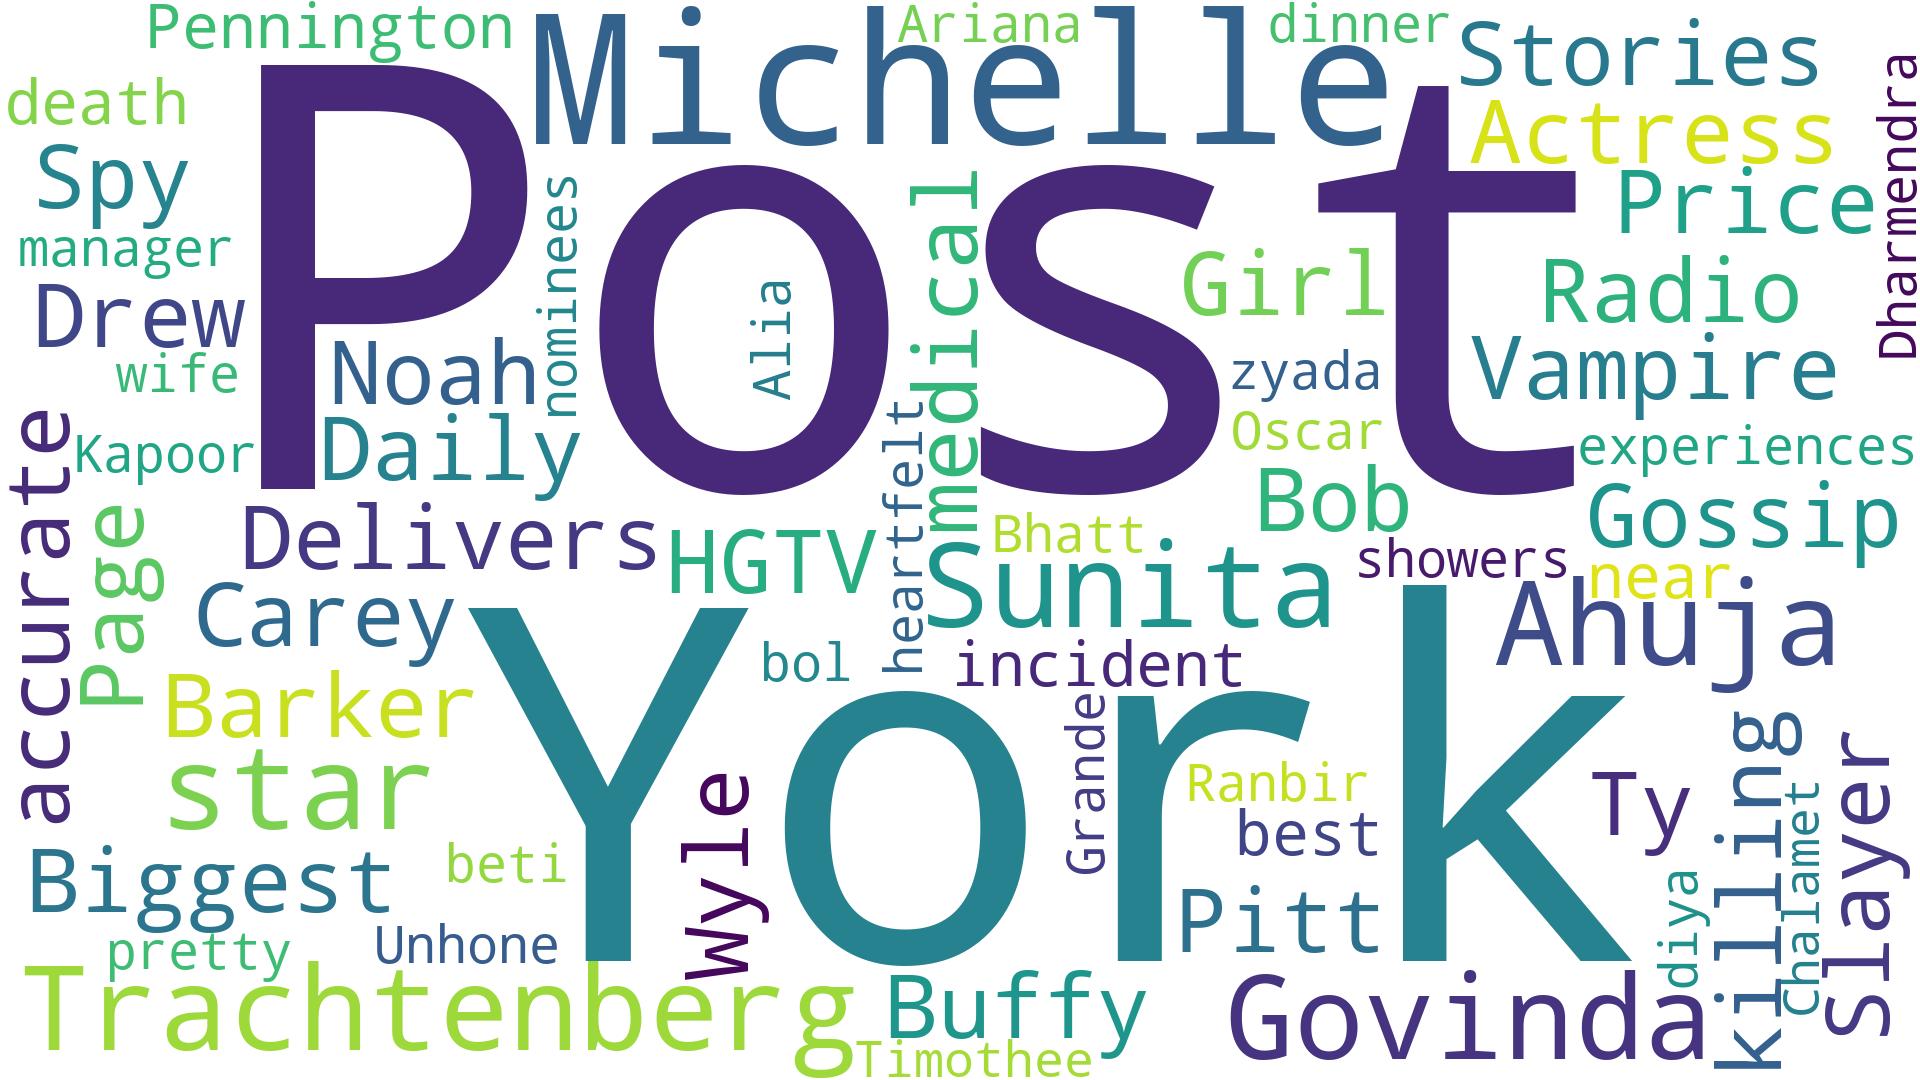 Pennington
Michelle
Ariana
dinner
Stories
Dharmendra
death
Post
Actress
Spy
nominees
medical
Price
manager
Girl
Radio
Drew
Noah
Alia
zyada
Vampire
wife
Daily
heartfelt
Oscar
experiences
accurate
Kapoor
Page
Delivers
HGTV
Bhatt
Bob
Gossip
Sunita
showers
near
Carey
York
bol
incident
Ahuja
Barker
Grande
killing
Slayer
star
Wyle
Ranbir
best
Ty
Chalamet
Biggest
beti
Pitt
diya
pretty
Unhone
Trachtenberg
Buffy
Govinda
Timothee